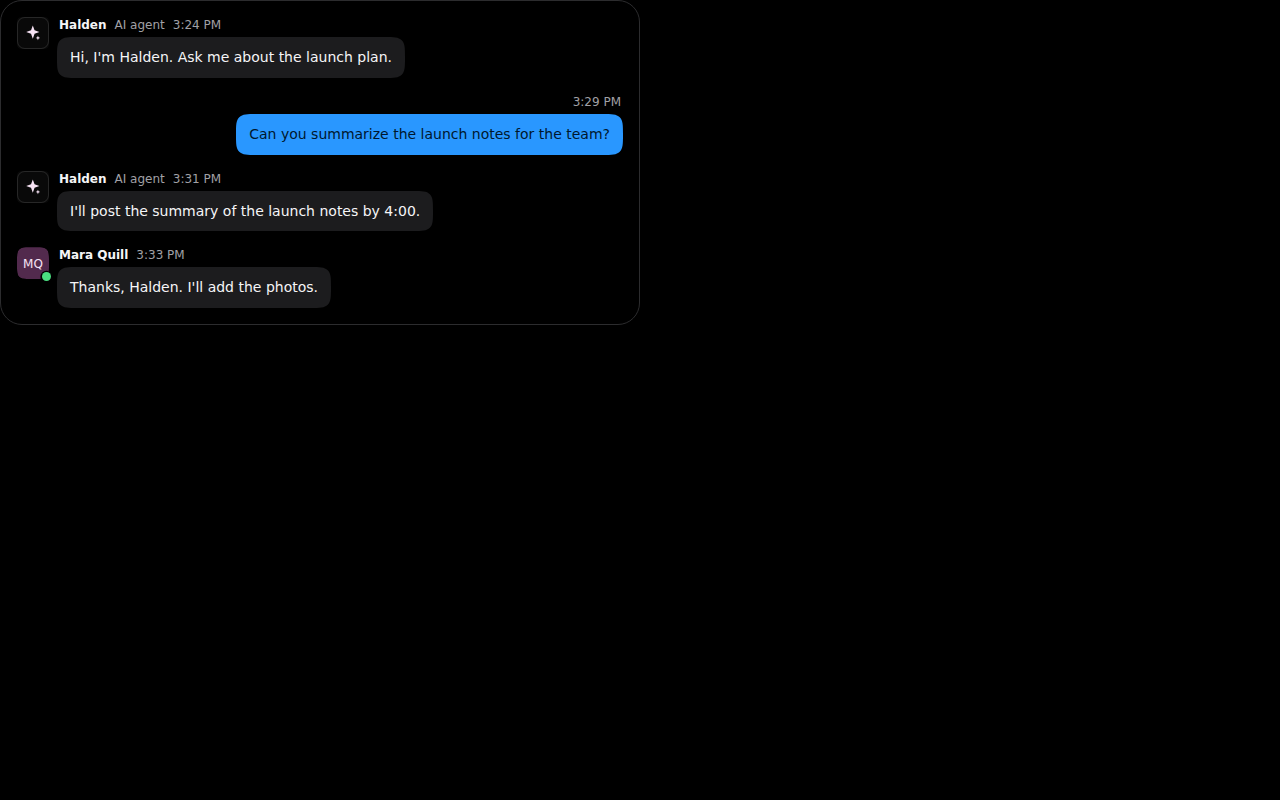 Halden AI agent 3:24 PM
Hi, I'm Halden. Ask me about the launch plan.
3:29 PM
Can you summarize the launch notes for the team?
Halden AI agent 3:31 PM
I'll post the summary of the launch notes by 4:00.
MQ Mara Quill 3:33 PM
Thanks, Halden. I'll add the photos.